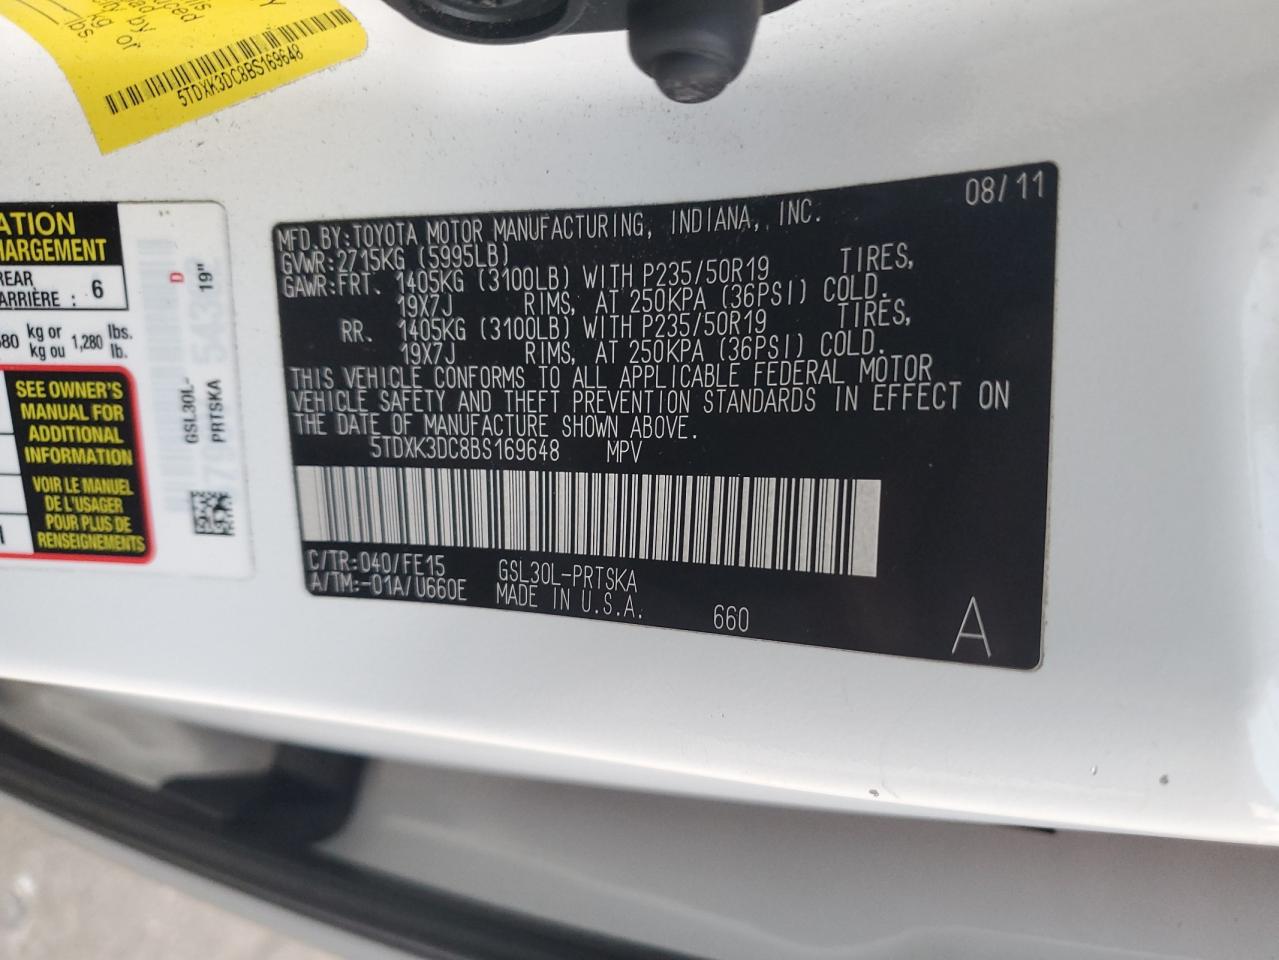 kg or
lbs.
5TDXK3DC8BS169648
ATION
HARGEMENT
REAR
ARRIÈRE : 6
580 kg or 1,280 lbs.
kg ou lb.
SEE OWNER'S
MANUAL FOR
ADDITIONAL
INFORMATION
VOIR LE MANUEL
DE L'USAGER
POUR PLUS DE
RENSEIGNEMENTS
D
19"
GSL30L-
PRTSKA
08/11
MFD.BY:TOYOTA MOTOR MANUFACTURING, INDIANA, INC.
GVWR:2715KG (5995LB)
GAWR:FRT. 1405KG (3100LB) WITH P235/50R19 TIRES,
19X7J RIMS, AT 250KPA (36PSI) COLD.
RR. 1405KG (3100LB) WITH P235/50R19 TIRES,
19X7J RIMS, AT 250KPA (36PSI) COLD.
THIS VEHICLE CONFORMS TO ALL APPLICABLE FEDERAL MOTOR
VEHICLE SAFETY AND THEFT PREVENTION STANDARDS IN EFFECT ON
THE DATE OF MANUFACTURE SHOWN ABOVE.
5TDXK3DC8BS169648 MPV
C/TR:040/FE15 GSL30L-PRTSKA
A/TM:-01A/U660E MADE IN U.S.A. 660
A